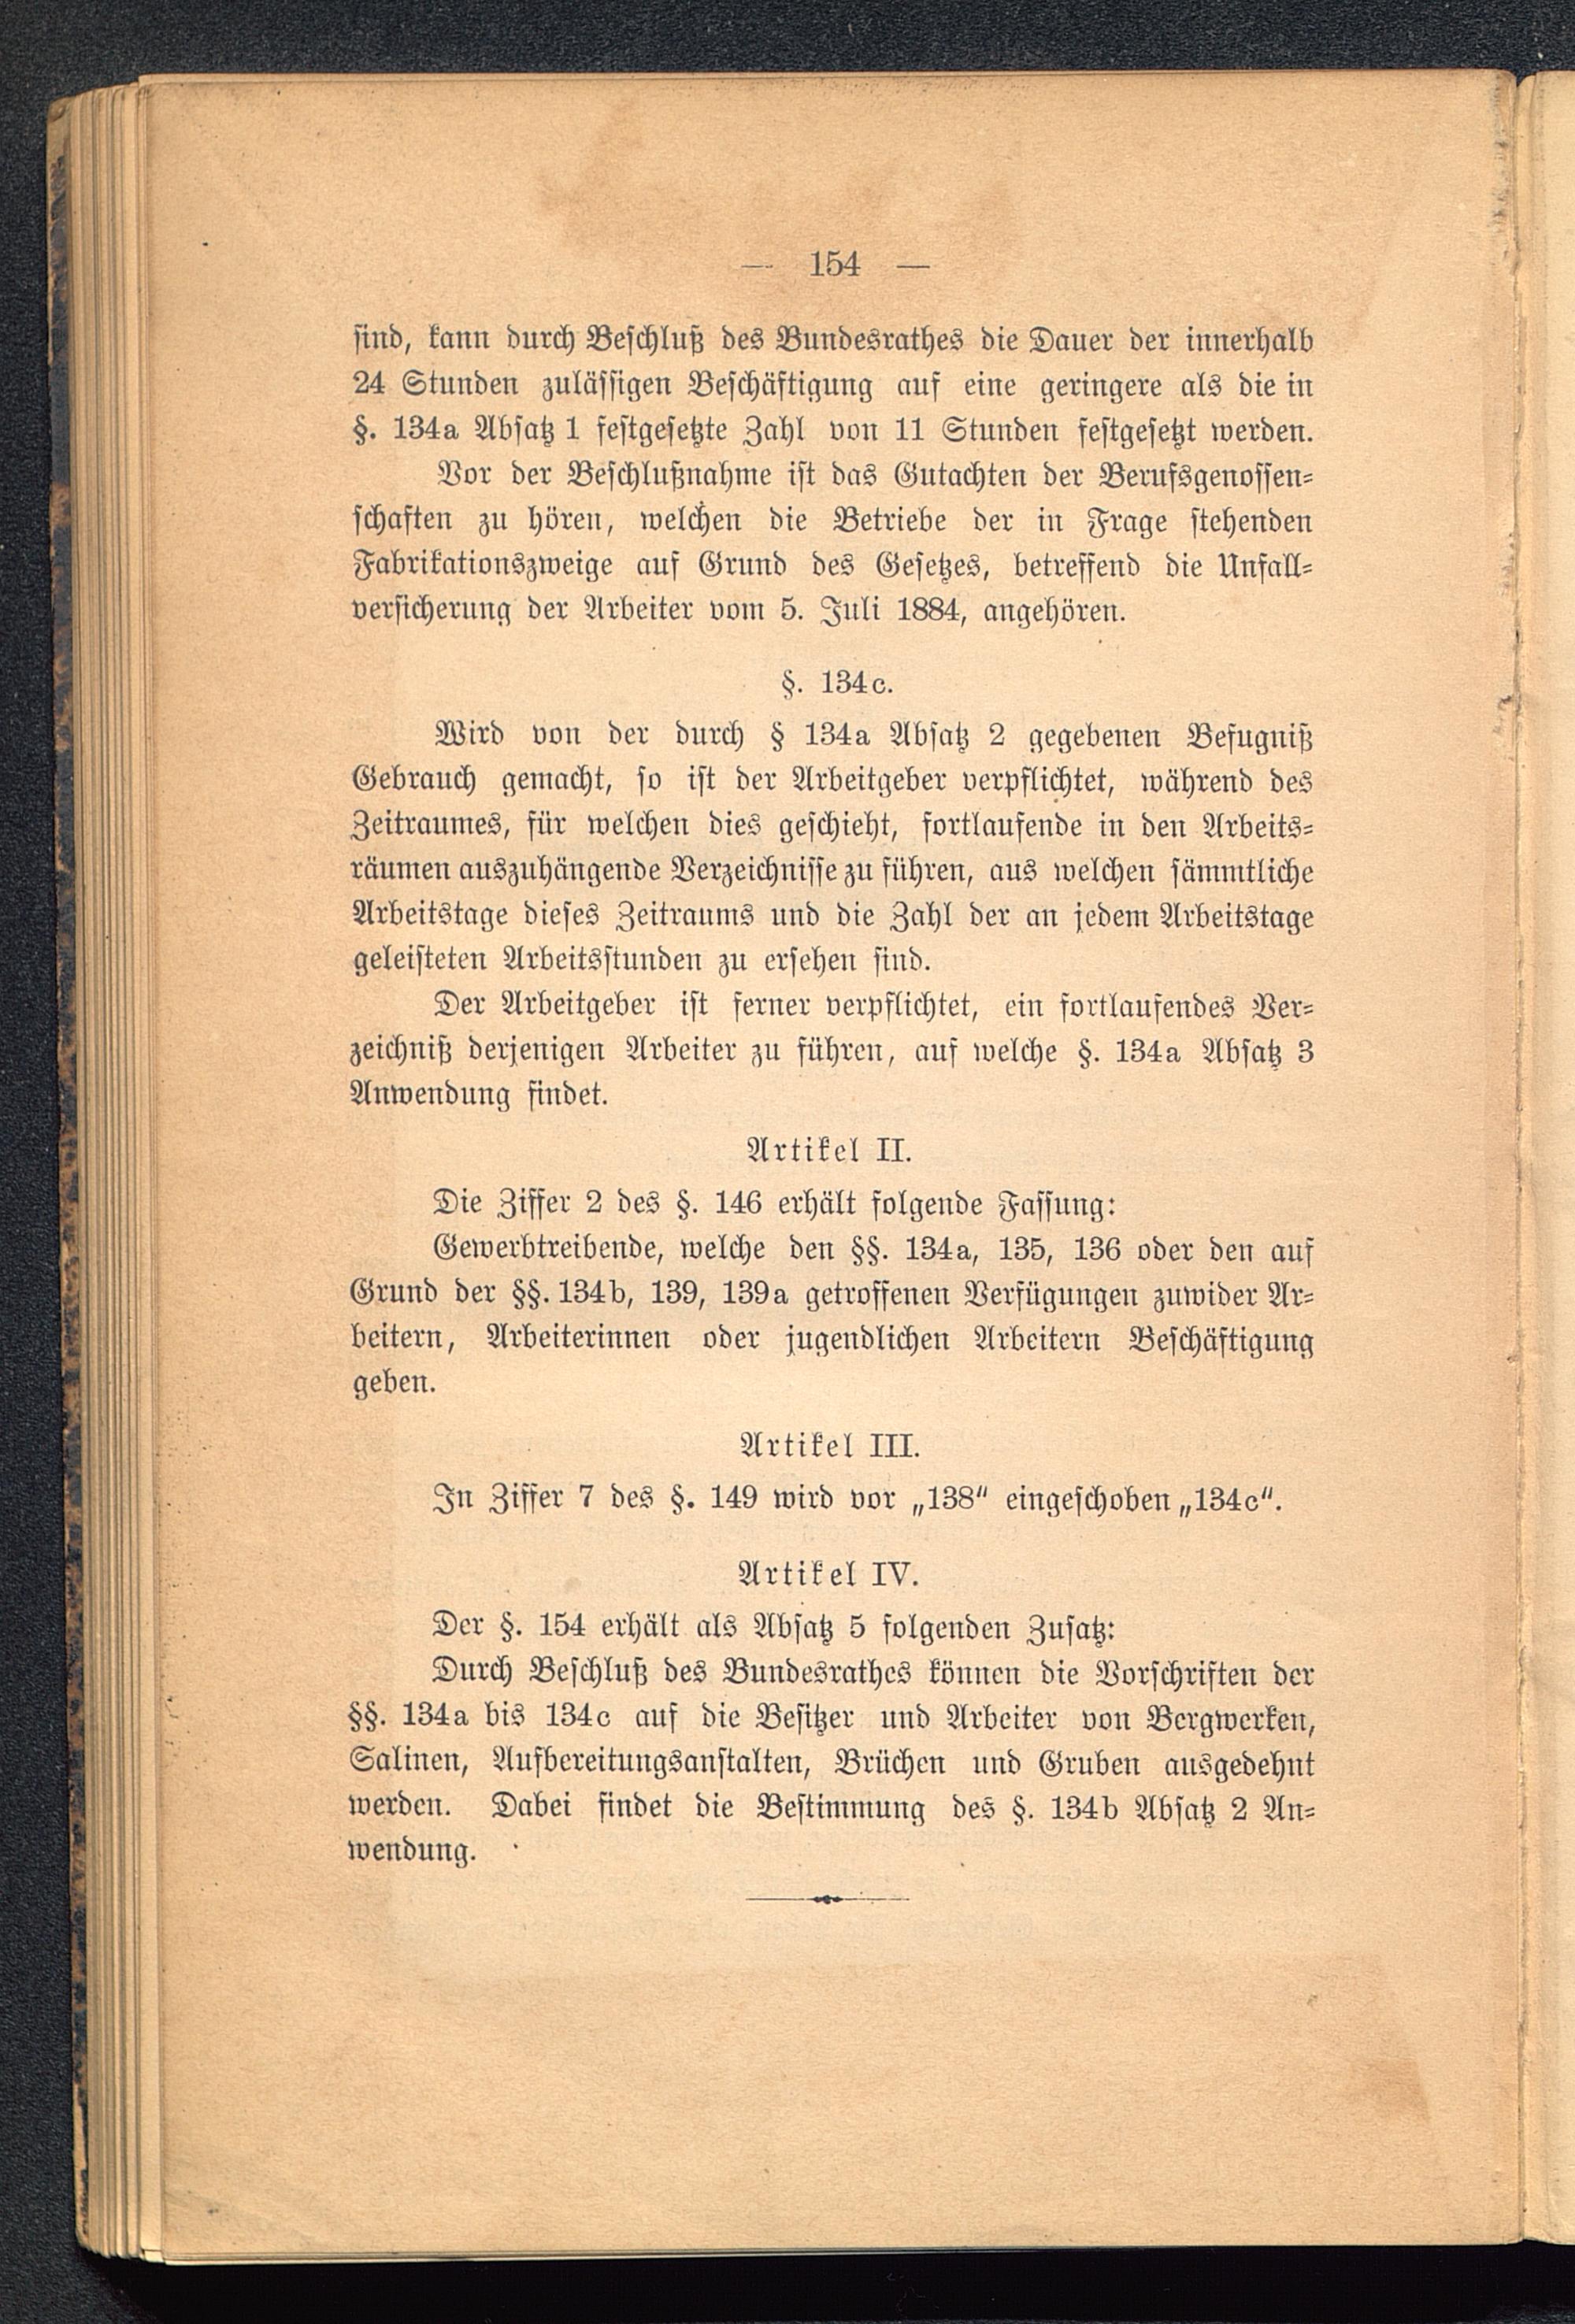 — 154 —
sind, kann durch Beschluß des Bundesrathes die Dauer der innerhalb
24 Stunden zulässigen Beschäftigung auf eine geringere als die in
§. 134a Absatz 1 festgesetzte Zahl von 11 Stunden festgesetzt werden.
Vor der Beschlußnahme ist das Gutachten der Berufsgenossen-
schaften zu hören, welchen die Betriebe der in Frage stehenden
Fabrikationszweige auf Grund des Gesetzes, betreffend die Unfall-
versicherung der Arbeiter vom 5. Juli 1884, angehören.
§. 134c.
Wird von der durch § 134a Absatz 2 gegebenen Befugniß
Gebrauch gemacht, so ist der Arbeitgeber verpflichtet, während des
Zeitraumes, für welchen dies geschieht, fortlaufende in den Arbeits-
räumen auszuhängende Verzeichnisse zu führen, aus welchen sämmtliche
Arbeitstage dieses Zeitraums und die Zahl der an jedem Arbeitstage
geleisteten Arbeitsstunden zu ersehen sind.
Der Arbeitgeber ist ferner verpflichtet, ein fortlaufendes Ver-
zeichniß derjenigen Arbeiter zu führen, auf welche §. 134a Absatz 3
Anwendung findet.
Artikel II.
Die Ziffer 2 des §. 146 erhält folgende Fassung:
Gewerbtreibende, welche den §§. 134a, 135, 136 oder den auf
Grund der §§. 134b, 139, 139a getroffenen Verfügungen zuwider Ar-
beitern, Arbeiterinnen oder jugendlichen Arbeitern Beschäftigung
geben.
Artikel III.
In Ziffer 7 des §. 149 wird vor „138“ eingeschoben „134c“.
Artikel IV.
Der §. 154 erhält als Absatz 5 folgenden Zusatz:
Durch Beschluß des Bundesrathes können die Vorschriften der
§§. 134a bis 134c auf die Besitzer und Arbeiter von Bergwerken,
Salinen, Aufbereitungsanstalten, Brüchen und Gruben ausgedehnt
werden. Dabei findet die Bestimmung des §. 134b Absatz 2 An-
wendung.